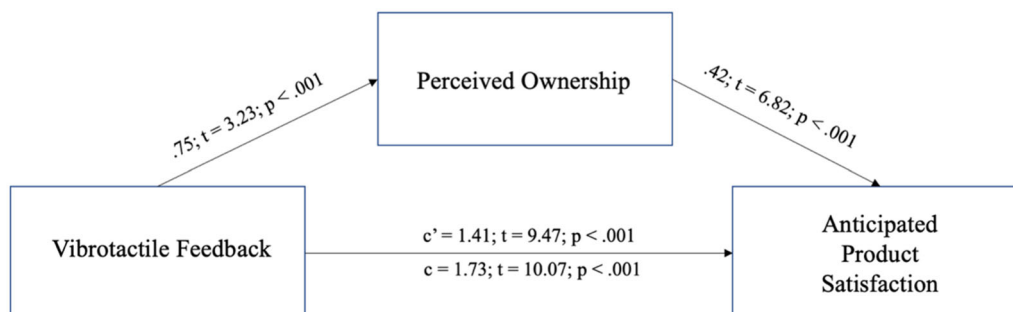 Perceived Ownership
.75; t = 3.23; p < .001
.42; t = 6.82; p < .001
Vibrotactile Feedback
c’ = 1.41; t = 9.47; p < .001
c = 1.73; t = 10.07; p < .001
Anticipated
Product
Satisfaction